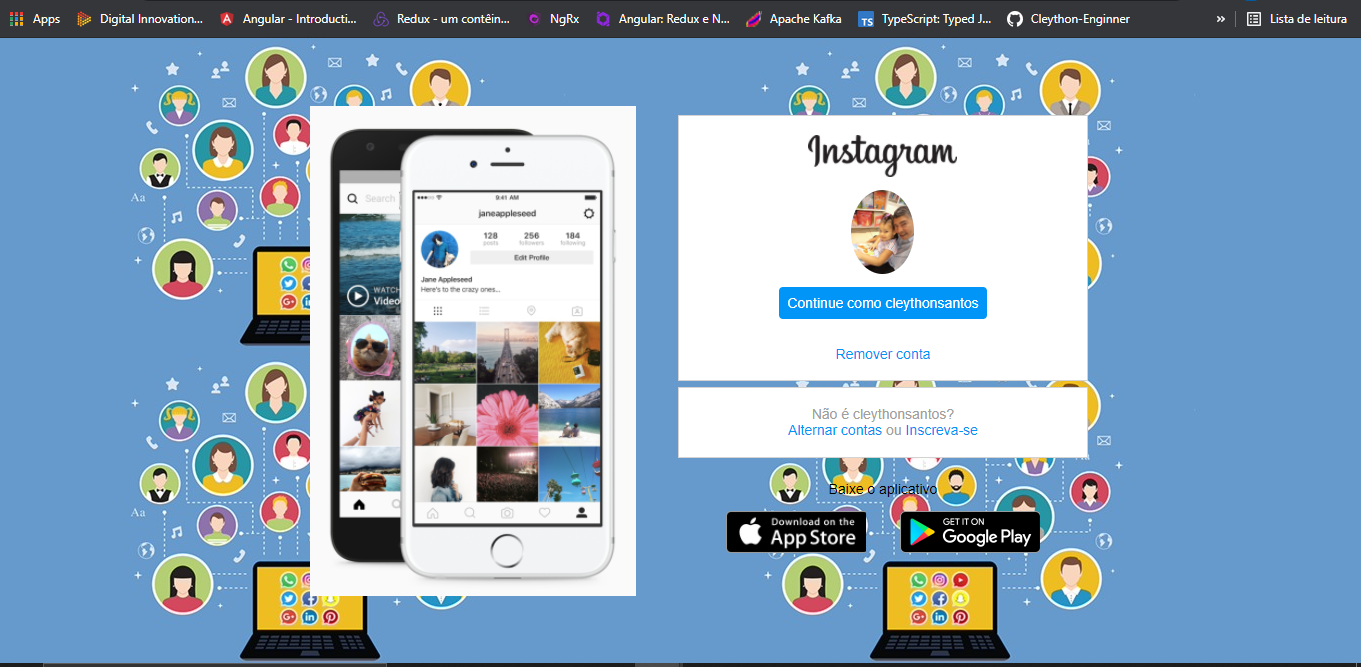 Apps
Digital Innovation...
Angular - Introducti...
Redux - um contêin...
NgRx
Angular: Redux e N...
Apache Kafka
TS
TypeScript: Typed J...
Cleython-Enginner
»
Lista de leitura
Aa
Search
WATCH
Video
9:41 AM
janeappleseed
128
256
184
posts
followers
following
Edit Profile
Jane Appleseed
Here's to the crazy ones...
Instagram
Continue como cleythonsantos
Remover conta
Não é cleythonsantos?
Alternar contas ou Inscreva-se
Baixe o aplicativo
Download on the
App Store
GET IT ON
Google Play
Aa